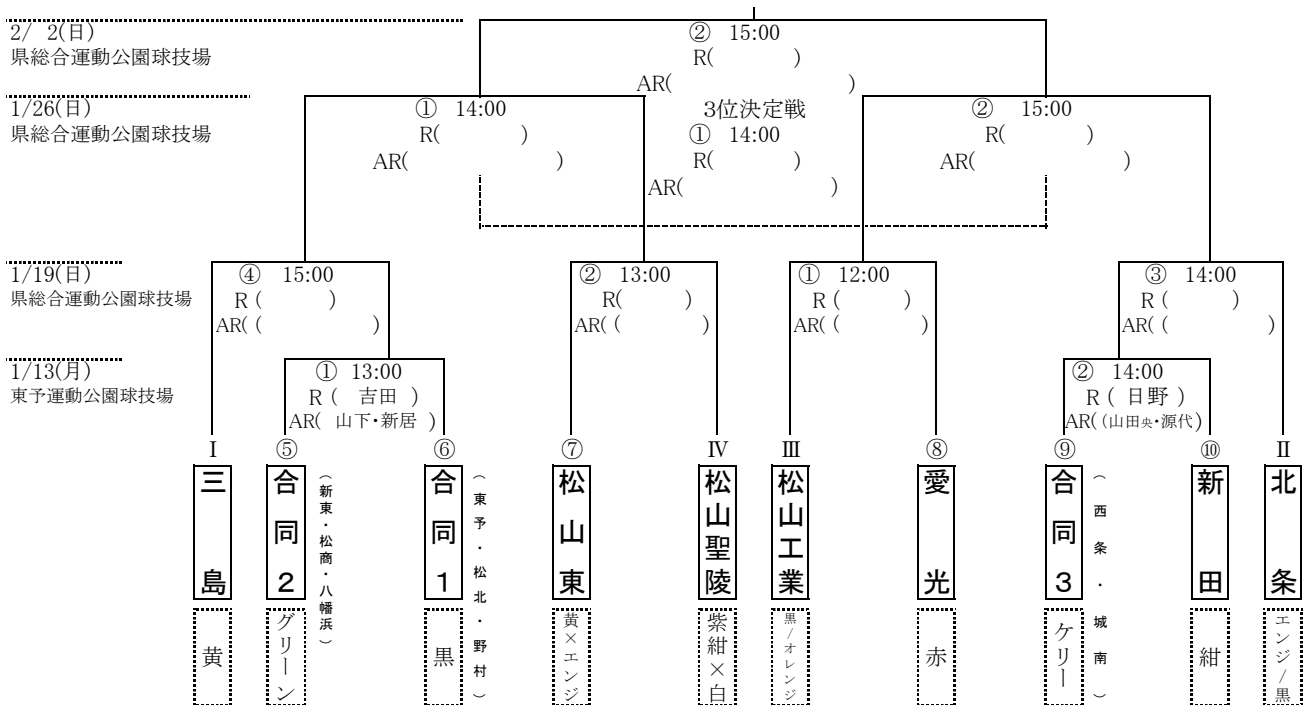 2/ 2(日)
県総合運動公園球技場
② 15:00
R( )
AR( )
1/26(日)
県総合運動公園球技場
① 14:00
R( )
AR( )
3位決定戦
① 14:00
R( )
AR( )
② 15:00
R( )
AR( )
1/19(日)
県総合運動公園球技場
④ 15:00
R ( )
AR( ( )
② 13:00
R( )
AR( ( )
① 12:00
R ( )
AR( ( )
③ 14:00
R ( )
AR( ( )
1/13(月)
東予運動公園球技場
① 13:00
R ( 吉田 )
AR( 山下・新居 )
② 14:00
R ( 日野 )
AR( (山田央・源代)
Ⅰ
三島
黄
⑤
合同2
(新東・松商・八幡浜)
グリーン
⑥
合同1
(東予・松北・野村)
黒
⑦
松山東
黄×エンジ
Ⅳ
松山聖陵
紫紺×白
Ⅲ
松山工業
黒/オレンジ
⑧
愛光
赤
⑨
合同3
(西条・城南)
ケリー
⑩
新田
紺
Ⅱ
北条
エンジ/黒